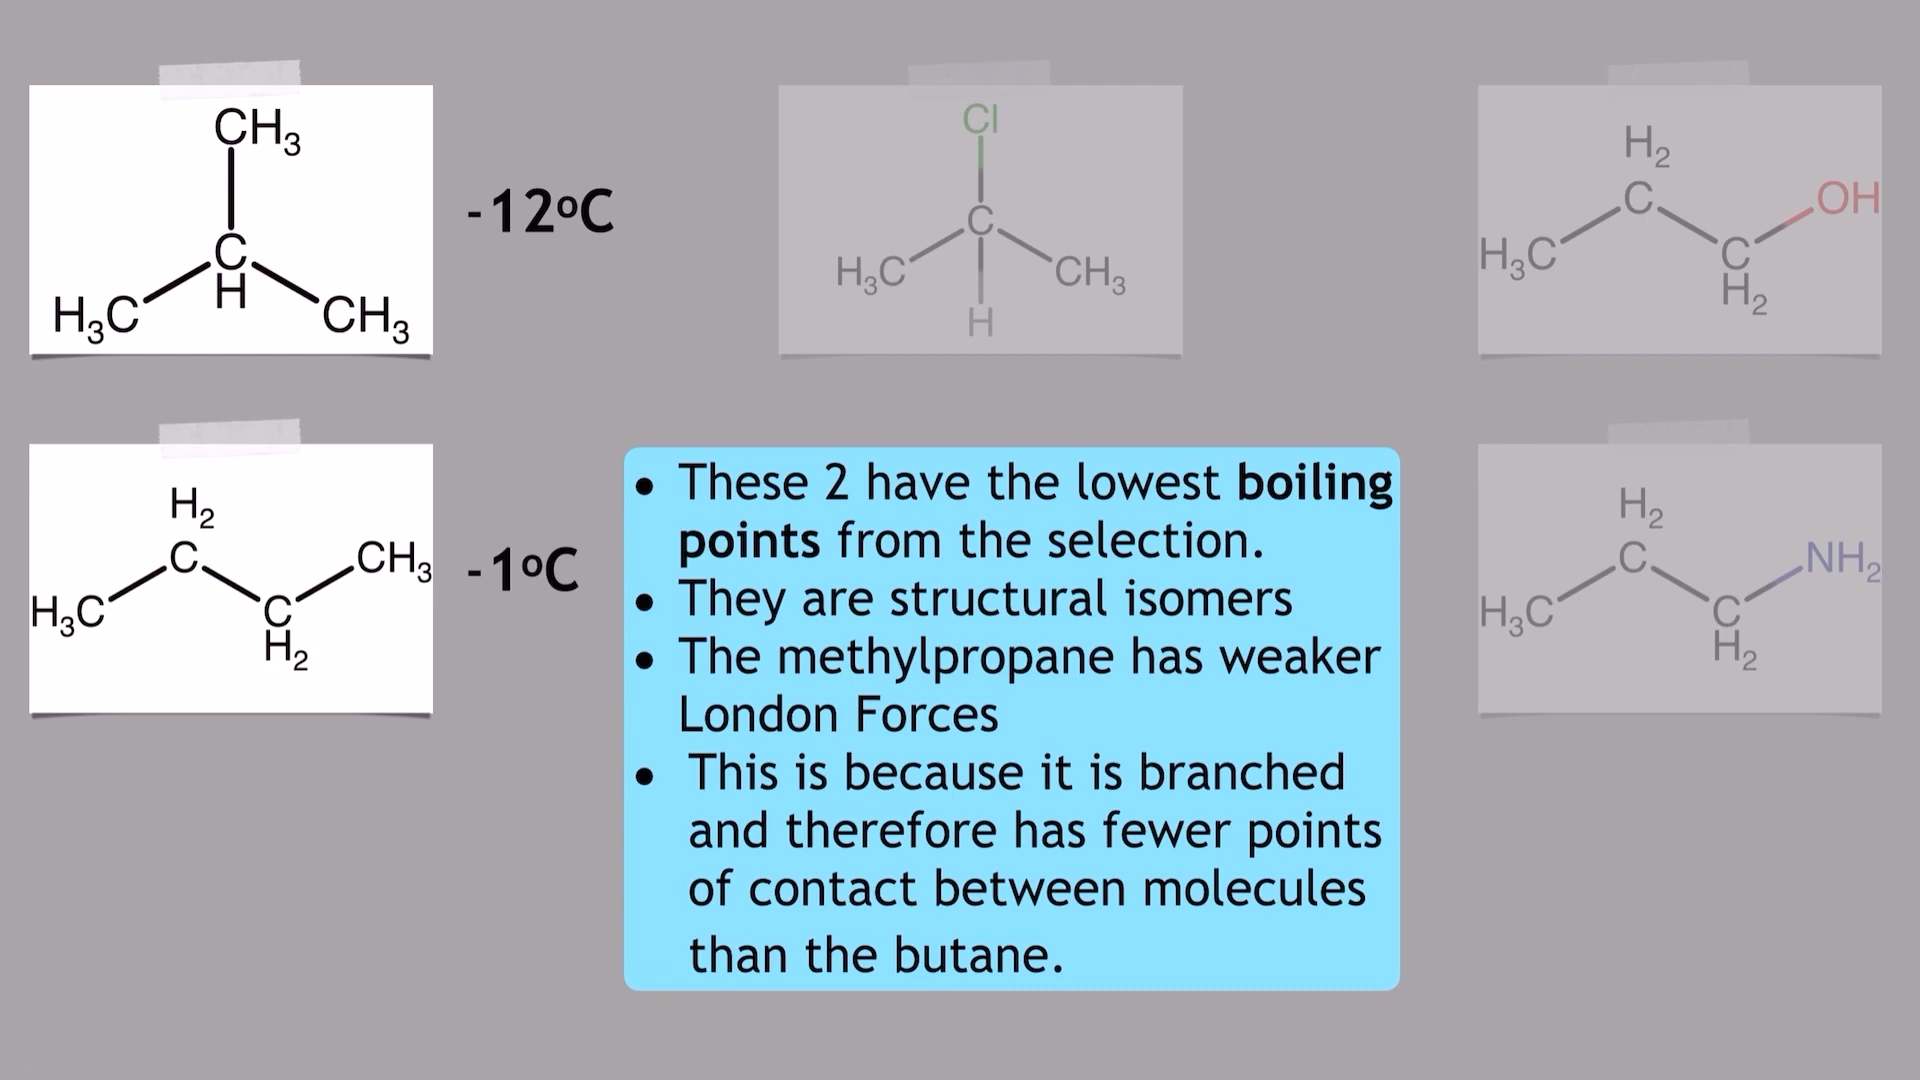 CH3
C
H
H3C
CH3
-12ºC
Cl
C
H3C
CH3
H
H2
C
OH
H3C
C
H2
H2
C
CH3
H3C
C
H2
-1ºC
• These 2 have the lowest boiling
points from the selection.
• They are structural isomers
• The methylpropane has weaker
London Forces
• This is because it is branched
and therefore has fewer points
of contact between molecules
than the butane.
H2
C
NH2
H3C
C
H2